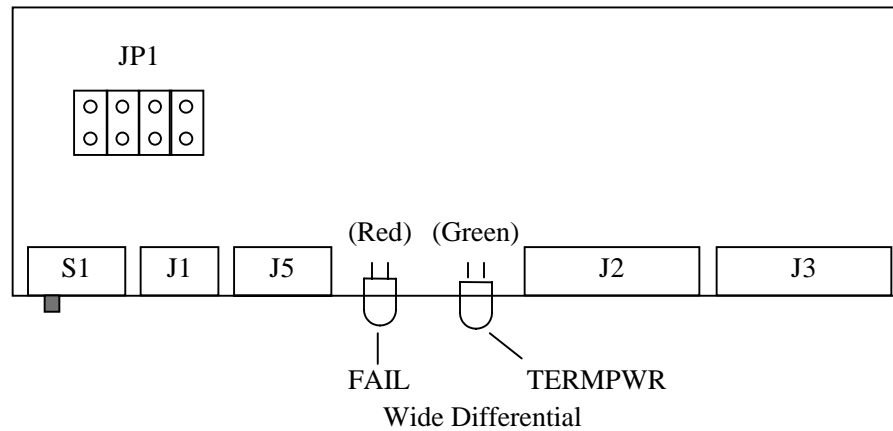 JP1
(Red) (Green)
S1 J1 J5 J2 J3
FAIL TERMPWR
Wide Differential